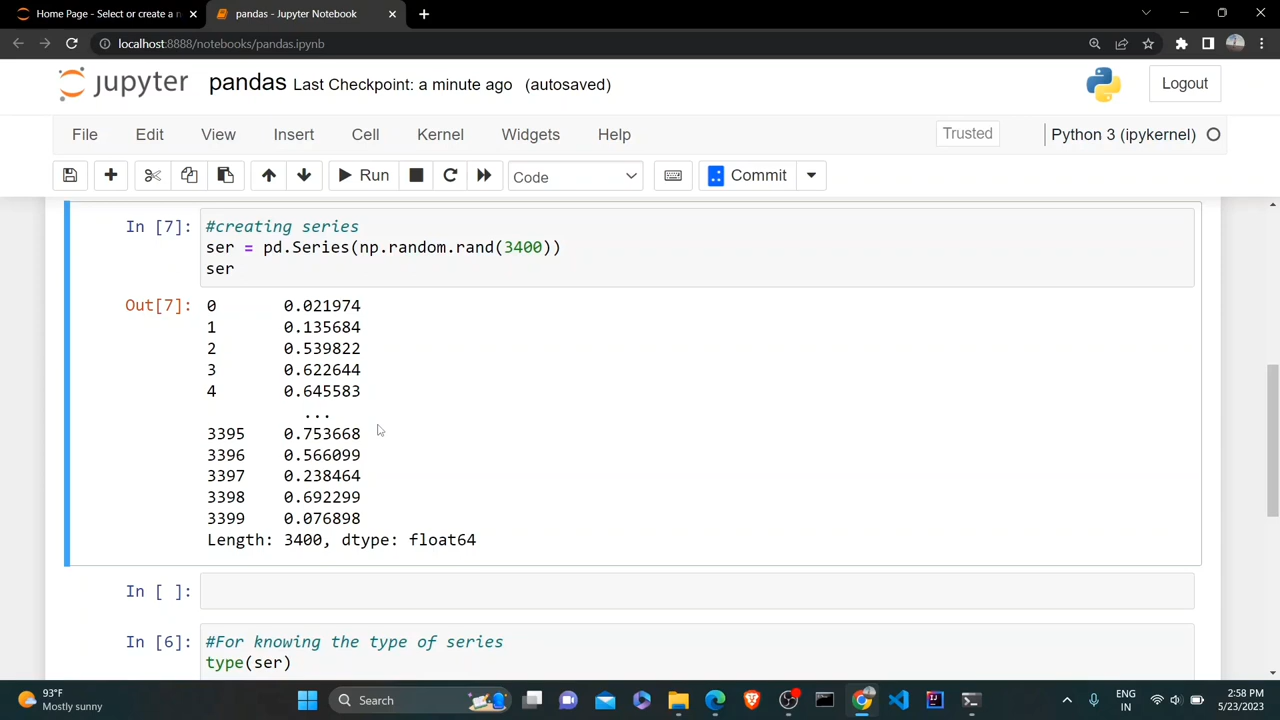 Home Page - Select or create a n
pandas - Jupyter Notebook
localhost:8888/notebooks/pandas.ipynb
jupyter pandas Last Checkpoint: a minute ago (autosaved)
Logout
File Edit View Insert Cell Kernel Widgets Help
Trusted
Python 3 (ipykernel)
Run
Code
Commit
In [7]: #creating series
ser = pd.Series(np.random.rand(3400))
ser
Out[7]: 0 0.021974
1 0.135684
2 0.539822
3 0.622644
4 0.645583
...
3395 0.753668
3396 0.566099
3397 0.238464
3398 0.692299
3399 0.076898
Length: 3400, dtype: float64
In [ ]:
In [6]: #For knowing the type of series
type(ser)
93°F
Mostly sunny
Search
ENG
IN
2:58 PM
5/23/2023